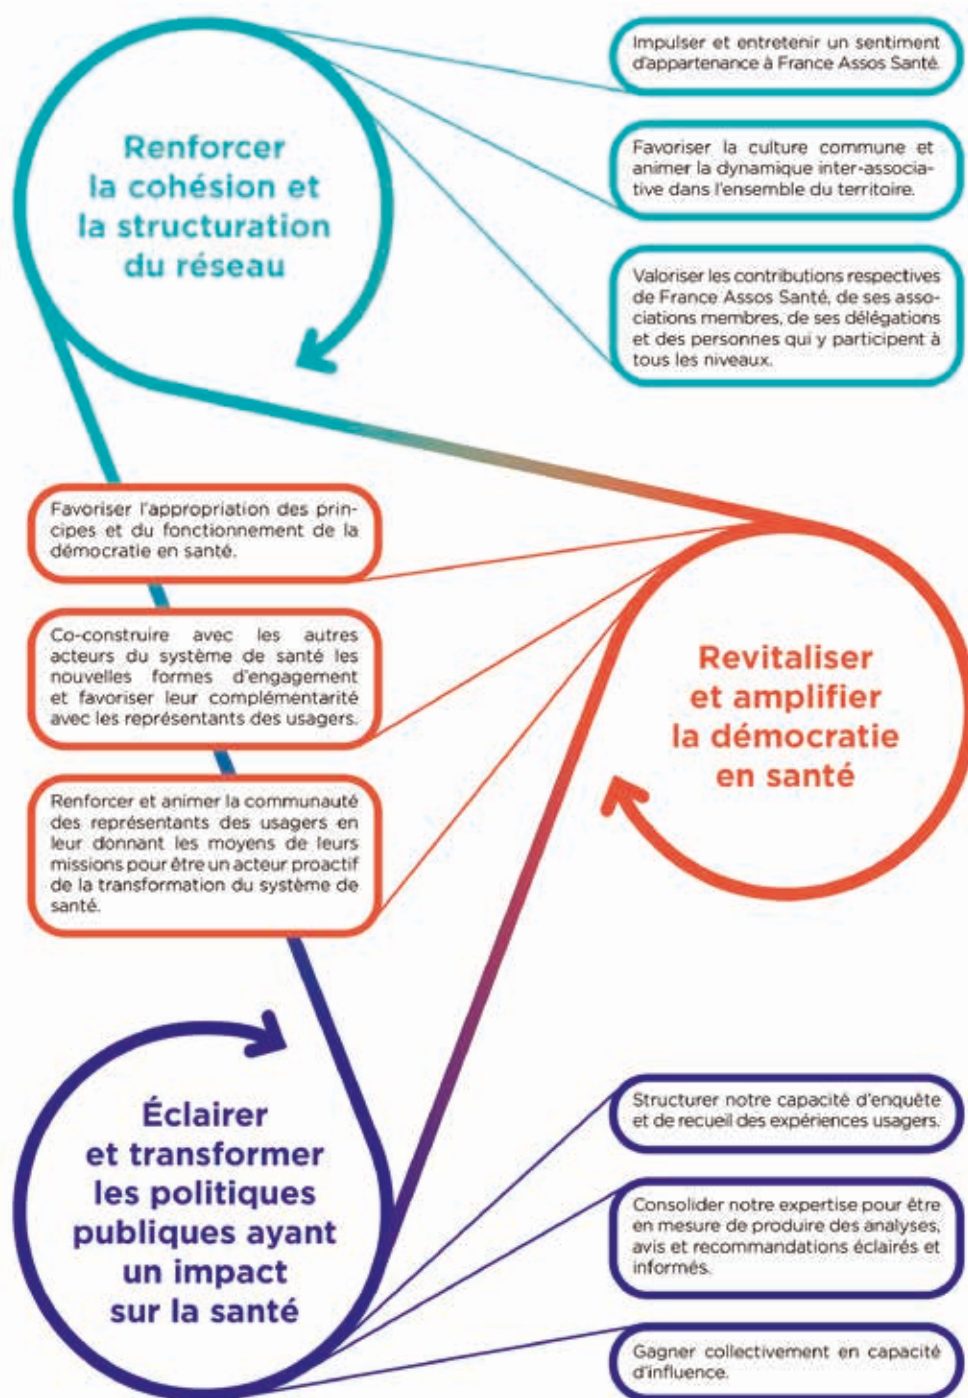 Renforcer
la cohésion et
la structuration
du réseau
Impulser et entretenir un sentiment
d'appartenance à France Assos Santé.
Favoriser la culture commune et
animer la dynamique inter-associa-
tive dans l'ensemble du territoire.
Valoriser les contributions respectives
de France Assos Santé, de ses asso-
ciations membres, de ses délégations
et des personnes qui y participent à
tous les niveaux.
Revitaliser
et amplifier
la démocratie
en santé
Favoriser l'appropriation des prin-
cipes et du fonctionnement de la
démocratie en santé.
Co-construire avec les autres
acteurs du système de santé les
nouvelles formes d'engagement
et favoriser leur complémentarité
avec les représentants des usagers.
Renforcer et animer la communauté
des représentants des usagers en
leur donnant les moyens de leurs
missions pour être un acteur proactif
de la transformation du système de
santé.
Éclairer
et transformer
les politiques
publiques ayant
un impact
sur la santé
Structurer notre capacité d'enquête
et de recueil des expériences usagers.
Consolider notre expertise pour être
en mesure de produire des analyses,
avis et recommandations éclairés et
informés.
Gagner collectivement en capacité
d'influence.